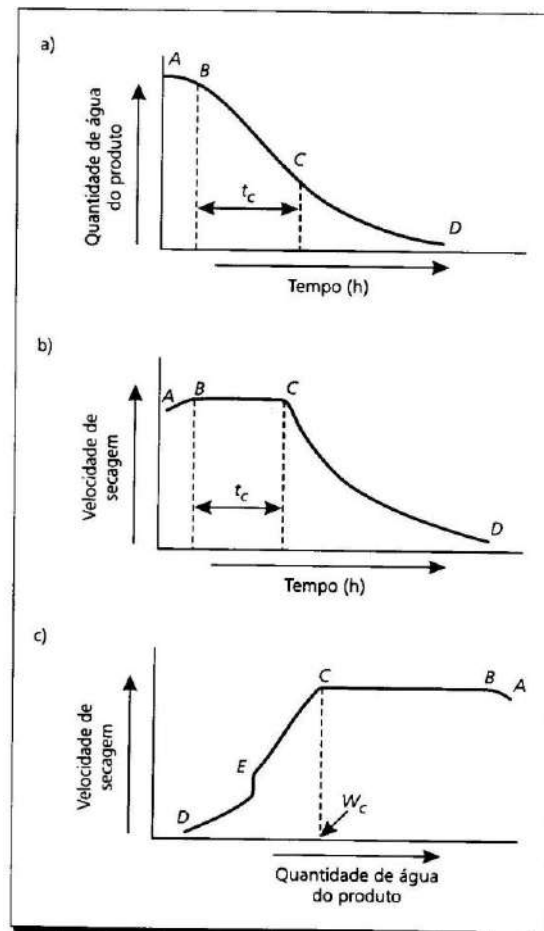 a)
A
B
Quantidade de água
do produto
C
t_c
D
Tempo (h)
b)
A
B
C
Velocidade de
secagem
t_c
D
Tempo (h)
c)
C
B
A
Velocidade de
secagem
E
D
W_c
Quantidade de água
do produto